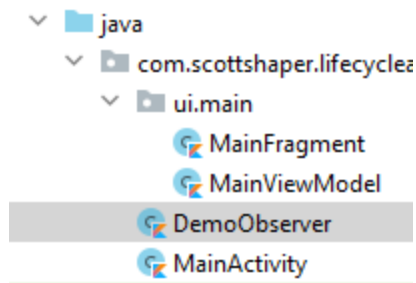 java
com.scottshaper.lifecyclea
ui.main
MainFragment
MainViewModel
DemoObserver
MainActivity